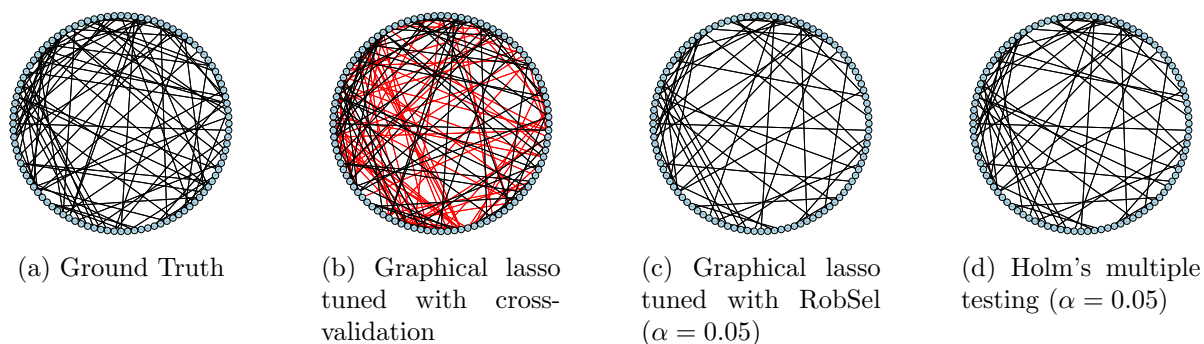 (a) Ground Truth
(b) Graphical lasso
tuned with cross-
validation
(c) Graphical lasso
tuned with RobSel
(α = 0.05)
(d) Holm's multiple
testing (α = 0.05)